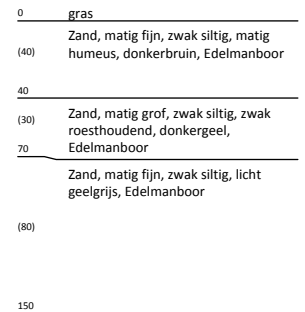 0 gras
Zand, matig fijn, zwak siltig, matig
(40) humeus, donkerbruin, Edelmanboor
40
Zand, matig grof, zwak siltig, zwak
(30) roesthoudend, donkergeel,
70 Edelmanboor
Zand, matig fijn, zwak siltig, licht
geelgrijs, Edelmanboor
(80)
150